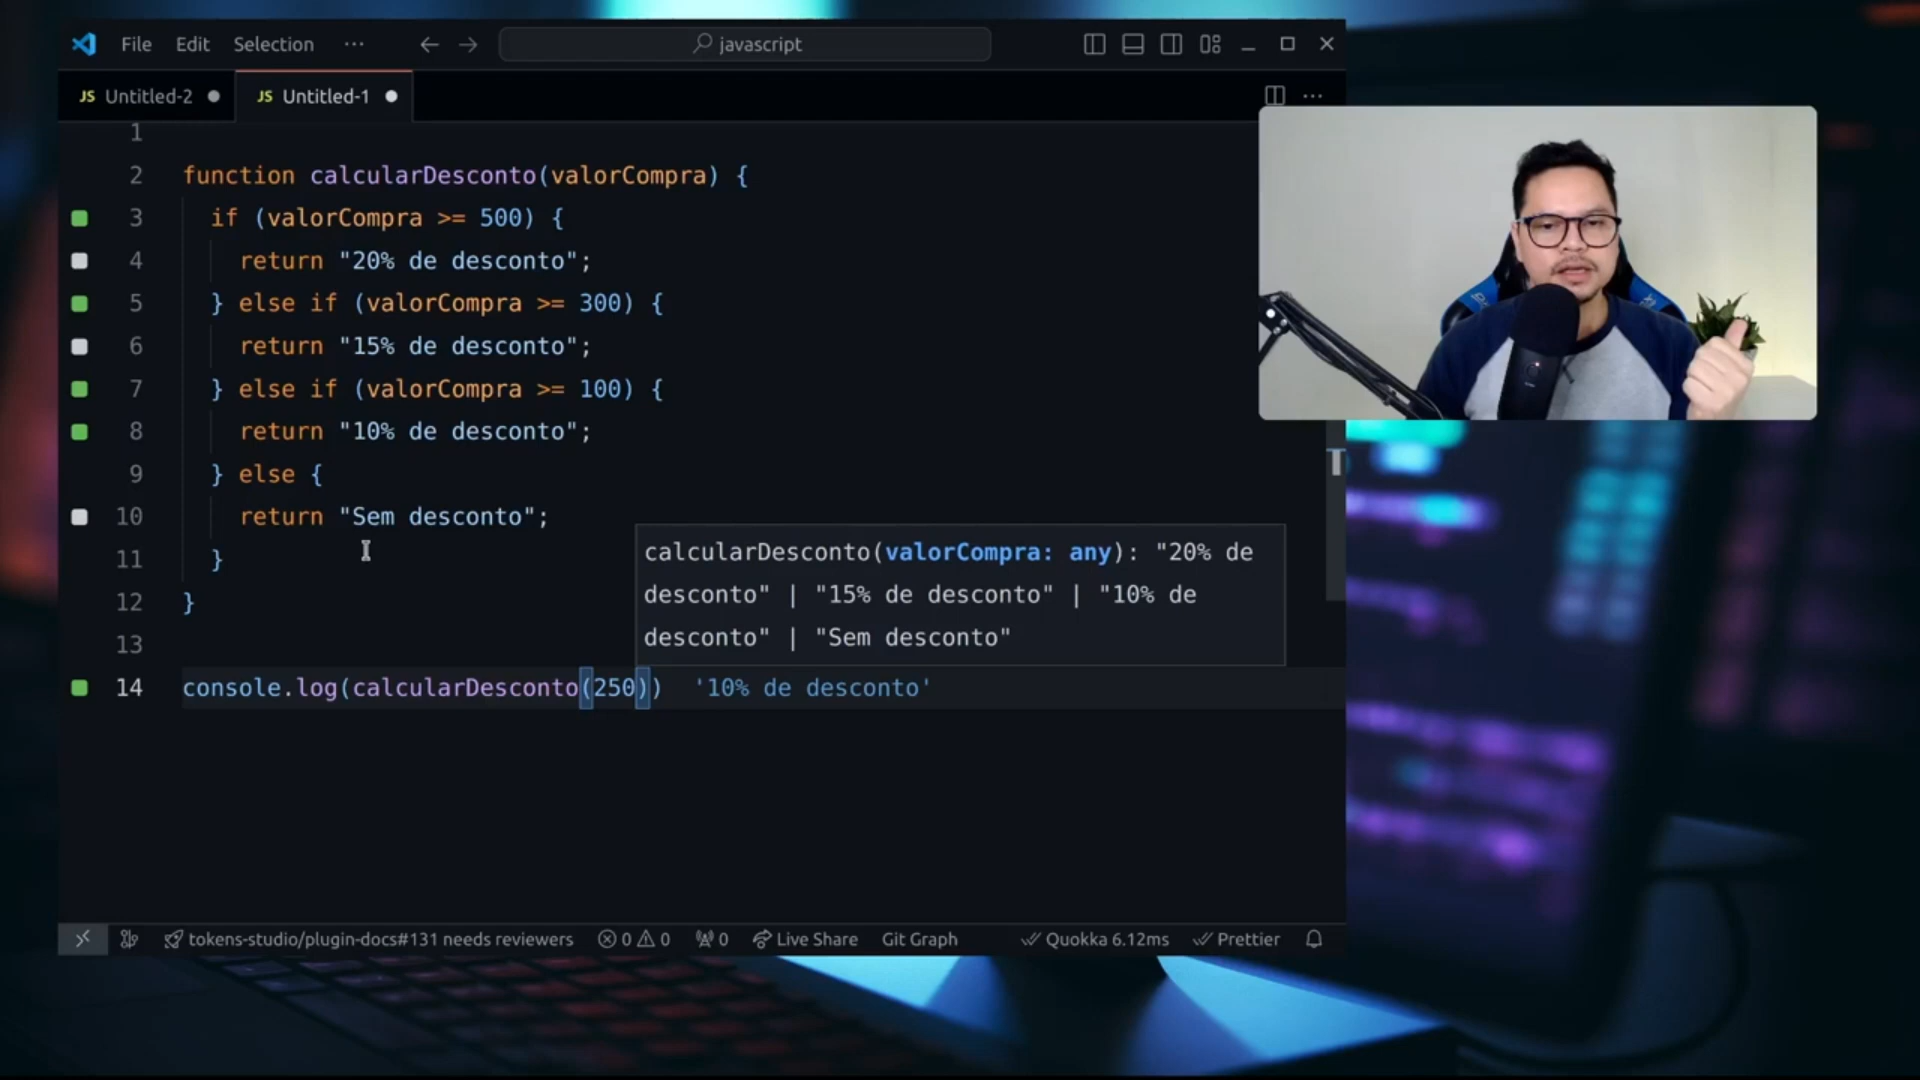 File Edit Selection ··· javascript
JS Untitled-2 JS Untitled-1
1
2 function calcularDesconto(valorCompra) {
3 if (valorCompra >= 500) {
4 return "20% de desconto";
5 } else if (valorCompra >= 300) {
6 return "15% de desconto";
7 } else if (valorCompra >= 100) {
8 return "10% de desconto";
9 } else {
10 return "Sem desconto";
11 }
12 }
13
14 console.log(calcularDesconto(250)) '10% de desconto'
calcularDesconto(valorCompra: any): "20% de
desconto" | "15% de desconto" | "10% de
desconto" | "Sem desconto"
tokens-studio/plugin-docs#131 needs reviewers 0 0 0 Live Share Git Graph Quokka 6.12ms Prettier